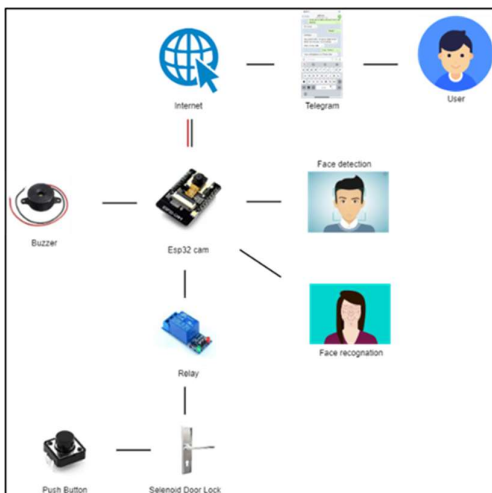 Internet
Telegram
User
Face detection
Buzzer
Esp32 cam
Face recognation
Relay
Push Button
Selenoid Door Lock